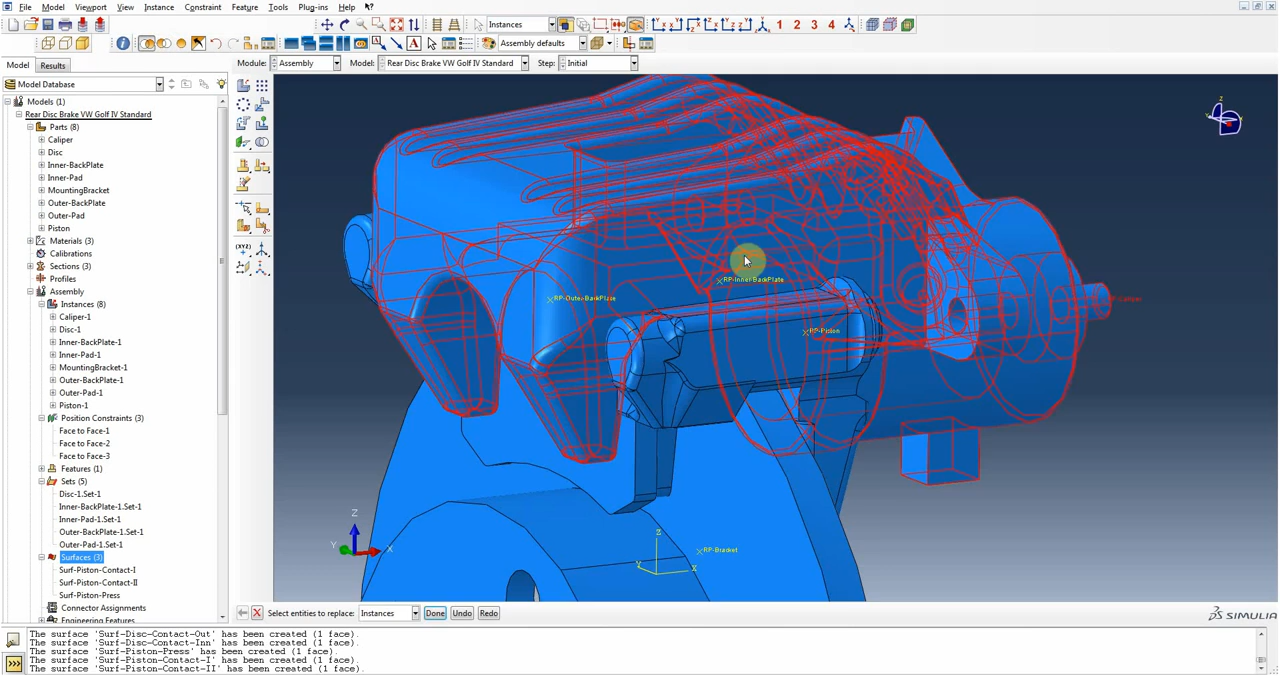 File Model Viewport View Instance Constraint Feature Tools Plug-ins Help
Instances
1 2 3 4
Assembly defaults
Model Results
Module: Assembly Model: Rear Disc Brake VW Golf IV Standard Step: Initial
Model Database
Models (1)
Rear Disc Brake VW Golf IV Standard
Parts (8)
Caliper
Disc
Inner-BackPlate
Inner-Pad
MountingBracket
Outer-BackPlate
Outer-Pad
Piston
Materials (3)
Calibrations
Sections (3)
Profiles
Assembly
Instances (8)
Caliper-1
Disc-1
Inner-BackPlate-1
Inner-Pad-1
MountingBracket-1
Outer-BackPlate-1
Outer-Pad-1
Piston-1
Position Constraints (3)
Face to Face-1
Face to Face-2
Face to Face-3
Features (1)
Sets (5)
Disc-1.Set-1
Inner-BackPlate-1.Set-1
Inner-Pad-1.Set-1
Outer-BackPlate-1.Set-1
Outer-Pad-1.Set-1
Surfaces (3)
Surf-Piston-Contact-I
Surf-Piston-Contact-II
Surf-Piston-Press
Connector Assignments
Engineering Features
RP-Inner-BackPlate
RP-Outer-BackPlate
RP-Piston
RP-Bracket
Z
Y
X
Z
Y
X
Select entities to replace: Instances Done Undo Redo
SIMULIA
The surface 'Surf-Disc-Contact-Out' has been created (1 face).
The surface 'Surf-Disc-Contact-Inn' has been created (1 face).
The surface 'Surf-Piston-Press' has been created (1 face).
The surface 'Surf-Piston-Contact-I' has been created (1 face).
The surface 'Surf-Piston-Contact-II' has been created (1 face).